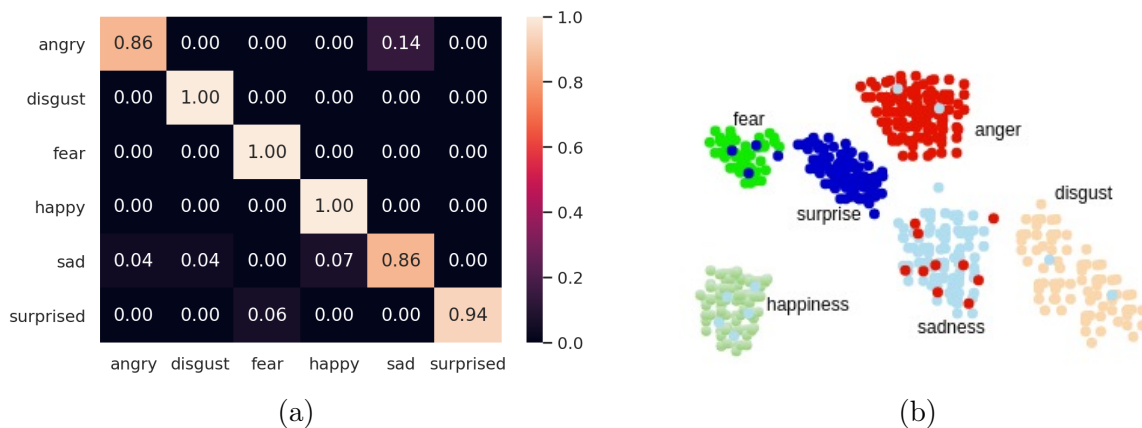 angry 0.86 0.00 0.00 0.00 0.14 0.00
disgust 0.00 1.00 0.00 0.00 0.00 0.00
fear 0.00 0.00 1.00 0.00 0.00 0.00
happy 0.00 0.00 0.00 1.00 0.00 0.00
sad 0.04 0.04 0.00 0.07 0.86 0.00
surprised 0.00 0.00 0.06 0.00 0.00 0.94
angry disgust fear happy sad surprised
1.0
0.8
0.6
0.4
0.2
0.0
(a)
fear
anger
surprise
disgust
happiness
sadness
(b)